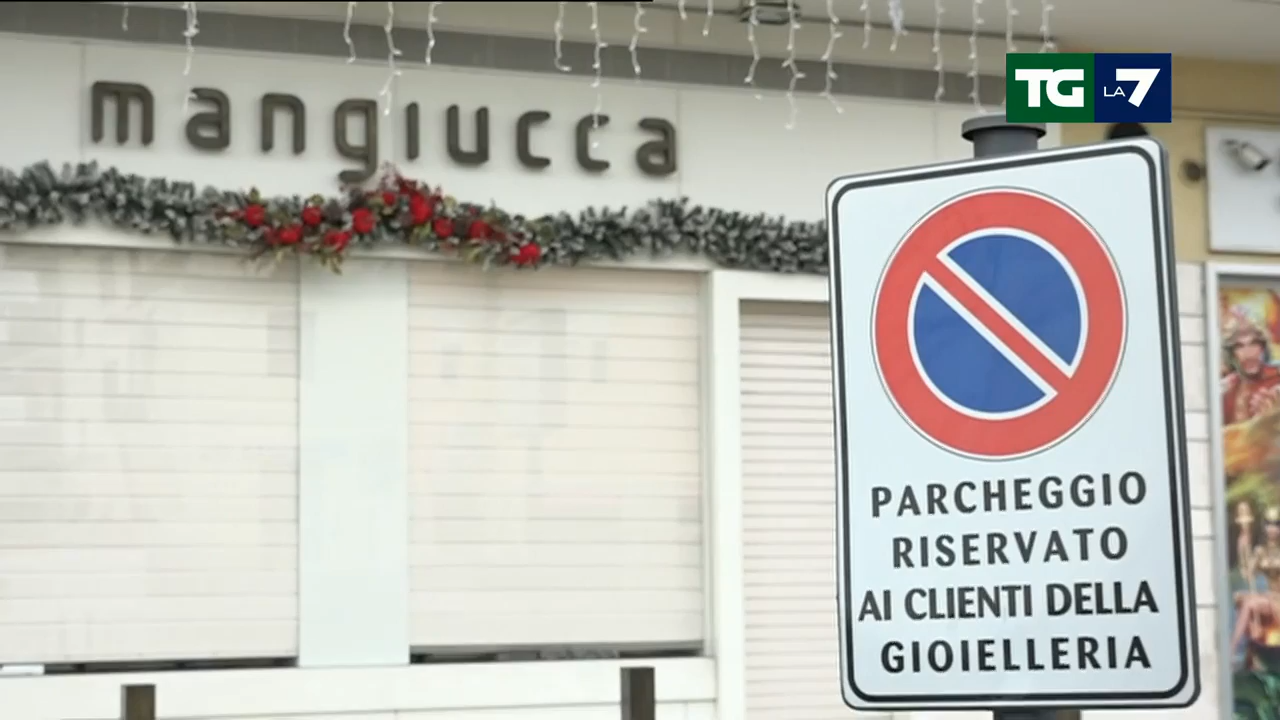 mangiucca
TG LA 7
PARCHEGGIO
RISERVATO
AI CLIENTI DELLA
GIOIELLERIA